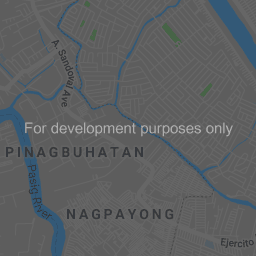 A. Sandoval Ave
For development purposes only
PINAGBUHATAN
Pasig River
NAGPAYONG
Ejercito